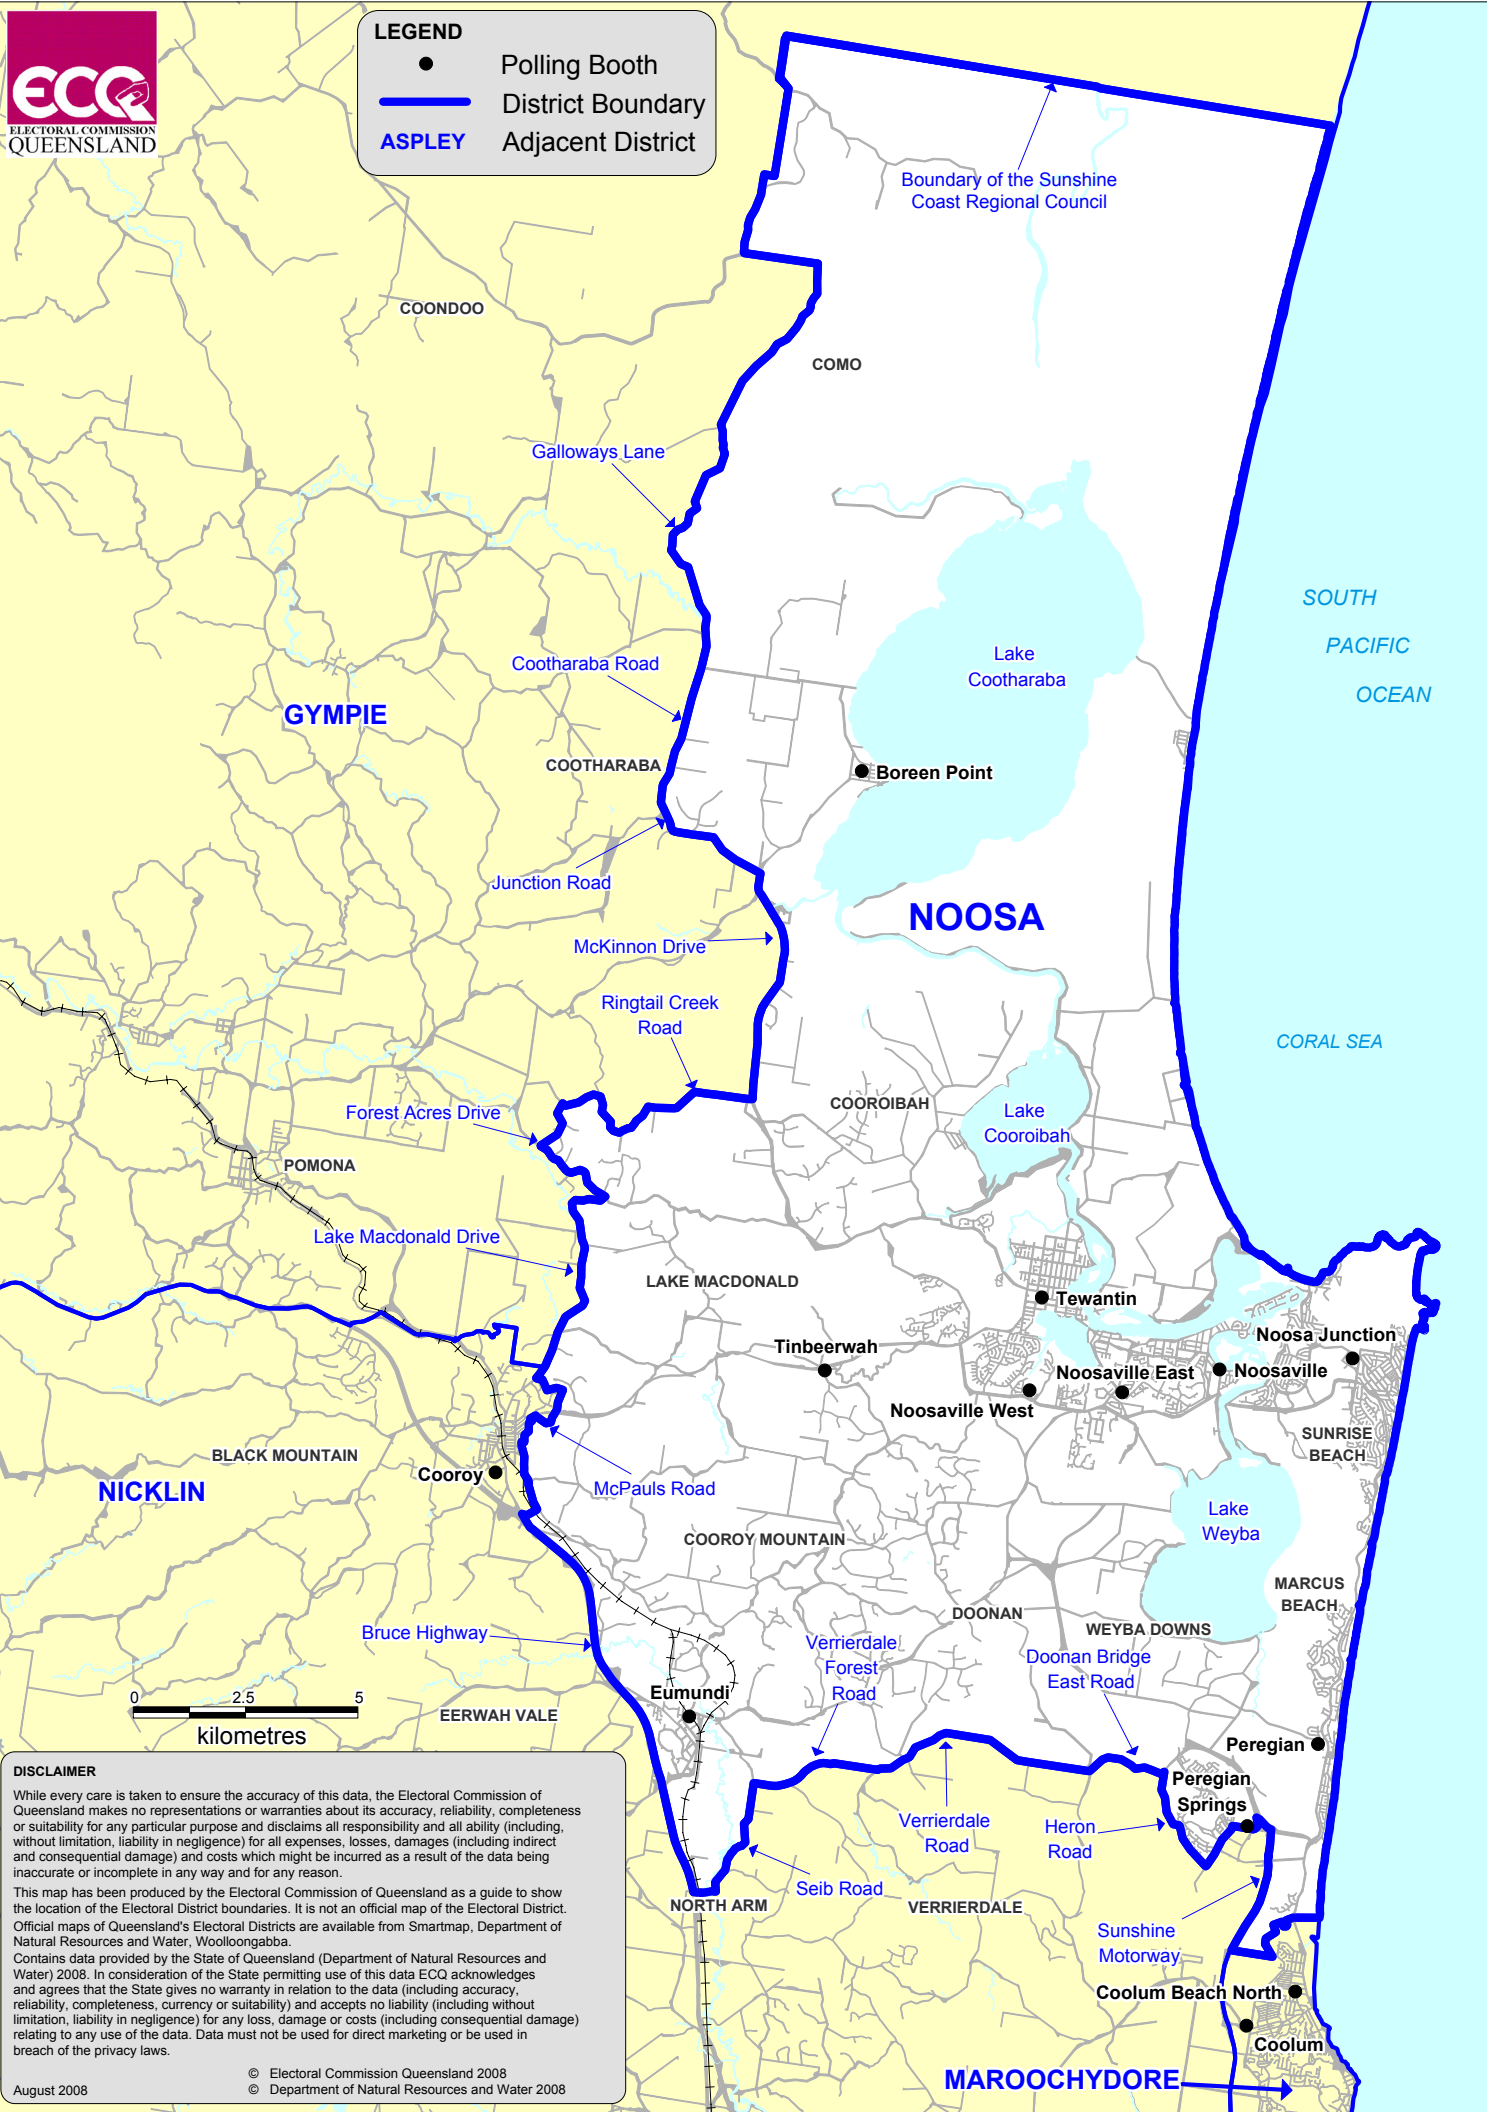 ECQ
ELECTORAL COMMISSION
QUEENSLAND
LEGEND
Polling Booth
District Boundary
ASPLEY Adjacent District
Boundary of the Sunshine
Coast Regional Council
COONDOO
COMO
Galloways Lane
SOUTH
PACIFIC
OCEAN
Lake
Cootharaba
Cootharaba Road
GYMPIE
COOTHARABA
Boreen Point
Junction Road
NOOSA
McKinnon Drive
Ringtail Creek
Road
CORAL SEA
Forest Acres Drive
COOROIBAH
Lake
Cooroibah
POMONA
Lake Macdonald Drive
LAKE MACDONALD
Tewantin
Tinbeerwah
Noosa Junction
Noosaville East
Noosaville
Noosaville West
SUNRISE
BEACH
BLACK MOUNTAIN
Cooroy
NICKLIN
McPauls Road
Lake
Weyba
COOROY MOUNTAIN
MARCUS
BEACH
DOONAN
WEYBA DOWNS
Bruce Highway
Verrierdale
Forest
Road
Doonan Bridge
East Road
Eumundi
0 2.5 5
kilometres
EERWAH VALE
Peregian
Peregian
Springs
Verrierdale
Road
Heron
Road
Seib Road
NORTH ARM
VERRIERDALE
Sunshine
Motorway
Coolum Beach North
Coolum
MAROOCHYDORE
DISCLAIMER
While every care is taken to ensure the accuracy of this data, the Electoral Commission of
Queensland makes no representations or warranties about its accuracy, reliability, completeness
or suitability for any particular purpose and disclaims all responsibility and all ability (including,
without limitation, liability in negligence) for all expenses, losses, damages (including indirect
and consequential damage) and costs which might be incurred as a result of the data being
inaccurate or incomplete in any way and for any reason.
This map has been produced by the Electoral Commission of Queensland as a guide to show
the location of the Electoral District boundaries. It is not an official map of the Electoral District.
Official maps of Queensland's Electoral Districts are available from Smartmap, Department of
Natural Resources and Water, Woolloongabba.
Contains data provided by the State of Queensland (Department of Natural Resources and
Water) 2008. In consideration of the State permitting use of this data ECQ acknowledges
and agrees that the State gives no warranty in relation to the data (including accuracy,
reliability, completeness, currency or suitability) and accepts no liability (including without
limitation, liability in negligence) for any loss, damage or costs (including consequential damage)
relating to any use of the data. Data must not be used for direct marketing or be used in
breach of the privacy laws.
© Electoral Commission Queensland 2008
August 2008 © Department of Natural Resources and Water 2008